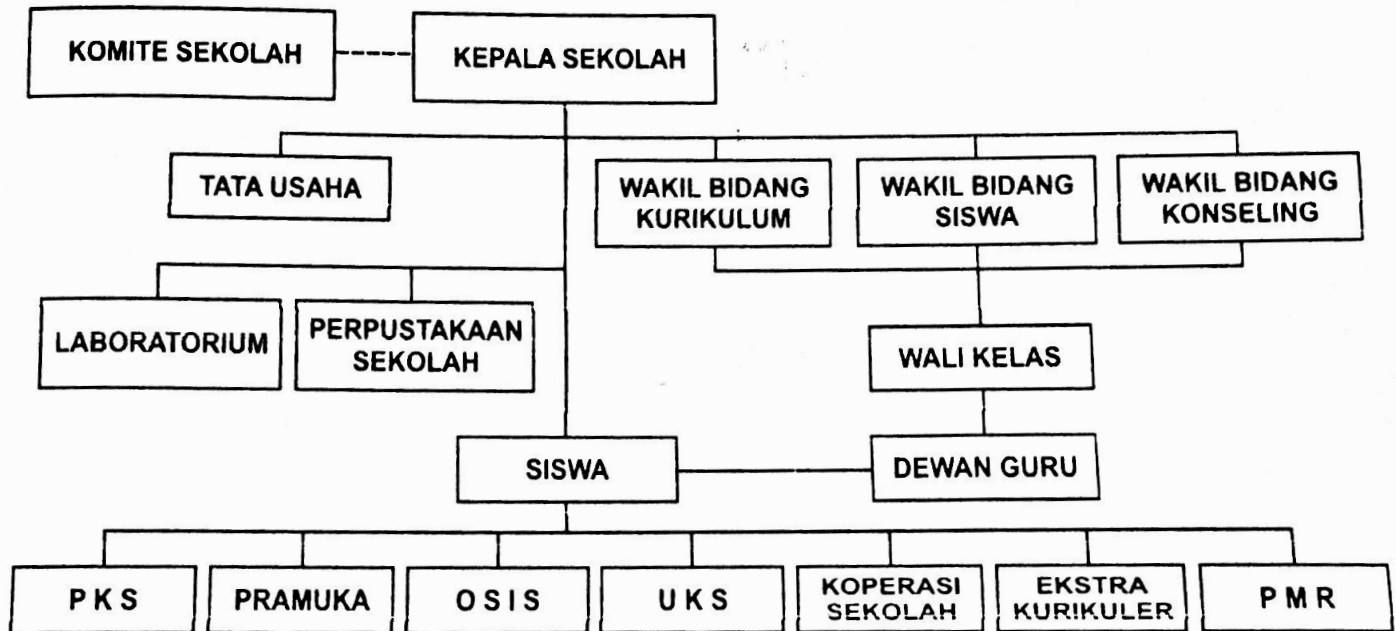 KOMITE SEKOLAH
KEPALA SEKOLAH
TATA USAHA
WAKIL BIDANG
KURIKULUM
WAKIL BIDANG
SISWA
WAKIL BIDANG
KONSELING
LABORATORIUM
PERPUSTAKAAN
SEKOLAH
WALI KELAS
SISWA
DEWAN GURU
P K S
PRAMUKA
O S I S
U K S
KOPERASI
SEKOLAH
EKSTRA
KURIKULER
P M R